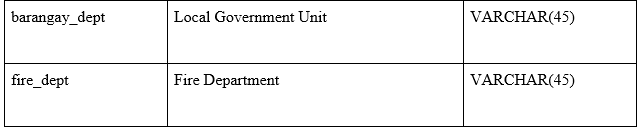 barangay_dept Local Government Unit VARCHAR(45)
fire_dept Fire Department VARCHAR(45)